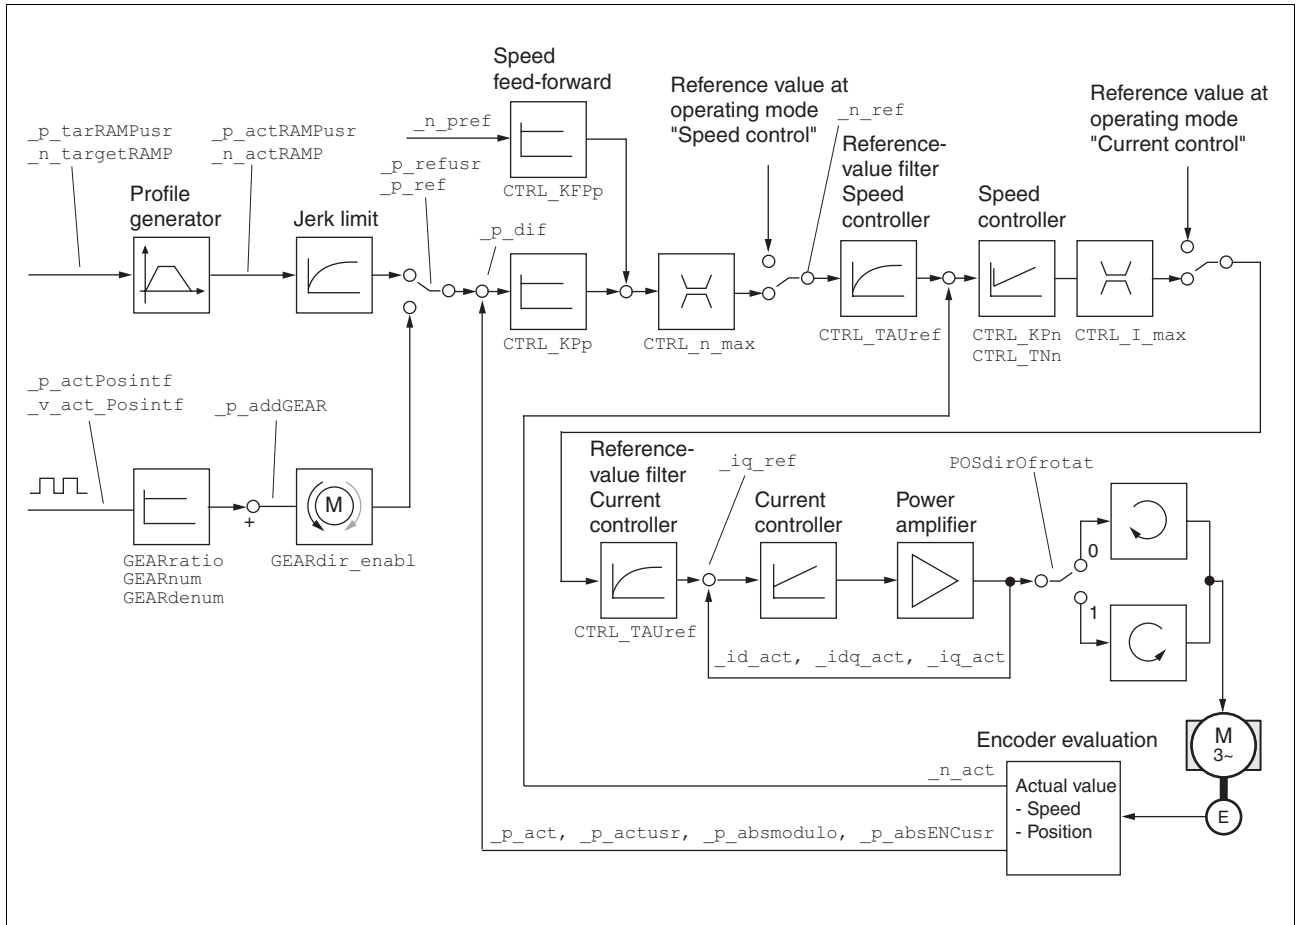 Speed
feed-forward
Reference value at
operating mode
"Speed control"
Reference value at
operating mode
"Current control"
_n_pref
_n_ref
_p_tarRAMPusr
_n_targetRAMP
_p_actRAMPusr
_n_actRAMP
_p_refusr
_p_ref
CTRL_KFPp
Reference-
value filter
Speed
controller
Speed
controller
Profile
generator
Jerk limit
_p_dif
CTRL_KPp
CTRL_n_max
CTRL_TAUref
CTRL_KPn
CTRL_TNn
CTRL_I_max
_p_actPosintf
_v_act_Posintf
_p_addGEAR
+
M
GEARratio
GEARnum
GEARdenum
GEARdir_enabl
Reference-
value filter
Current
controller
_iq_ref
Current
controller
Power
amplifier
POSdirOfrotat
0
1
CTRL_TAUref
_id_act, _idq_act, _iq_act
M
3~
E
Encoder evaluation
_n_act
Actual value
- Speed
- Position
_p_act, _p_actusr, _p_absmodulo, _p_absENCusr